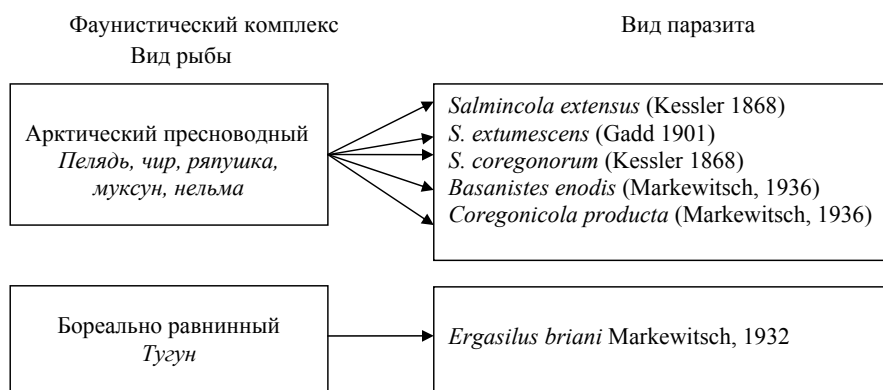 Фаунистический комплекс
Вид рыбы
Вид паразита
Арктический пресноводный
Пелядь, чир, ряпушка,
муксун, нельма
Salmincola extensus (Kessler 1868)
S. extumescens (Gadd 1901)
S. coregonorum (Kessler 1868)
Basanistes enodis (Markewitsch, 1936)
Coregonicola producta (Markewitsch, 1936)
Бореально равнинный
Тугун
Ergasilus briani Markewitsch, 1932